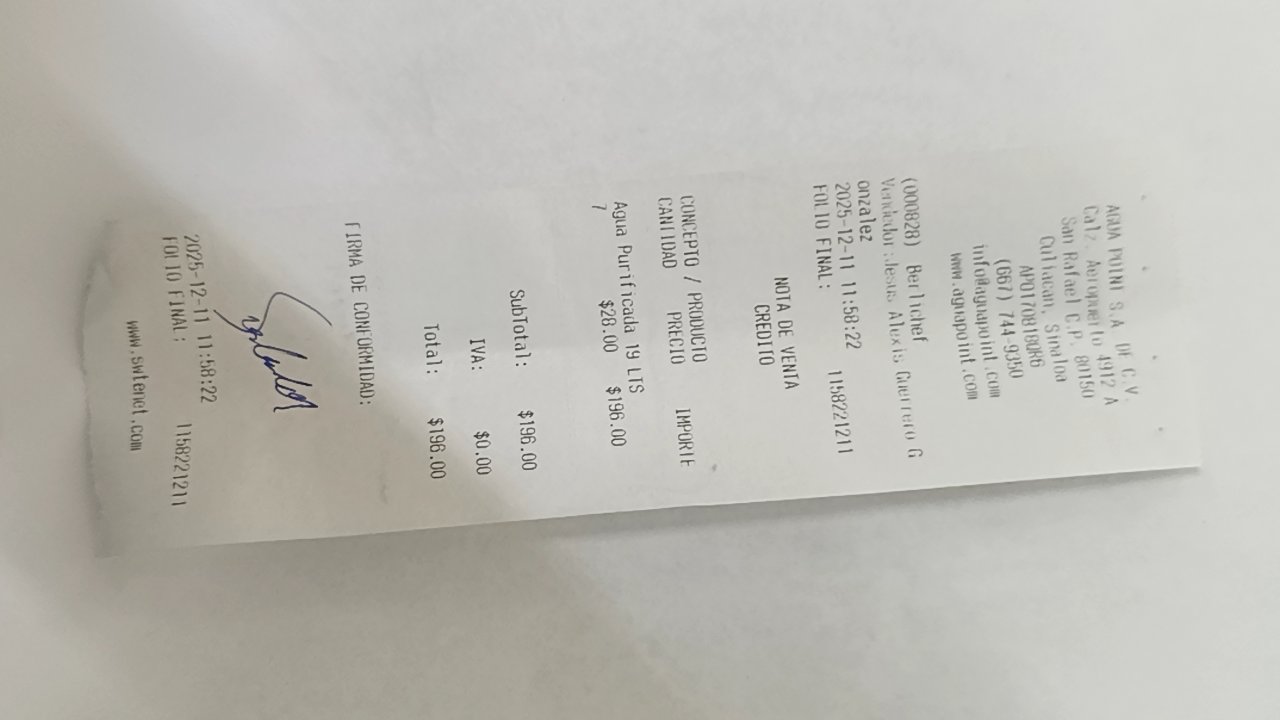 AGUA POINT S.A DE C.V.
Calz. Aeropuerto 4912 A
San Rafael C.P. 80150
Culiacan, Sinaloa
APO170818QR6
(667) 744-9350
info@aguapoint.com
www.aguapoint.com
(000828) Berlichef
Vendedor:Jesus Alexis Guerrero G
onzalez
2025-12-11 11:58:22
FOLIO FINAL: 1158221211
NOTA DE VENTA
CREDITO
CONCEPTO / PRODUCTO
CANTIDAD PRECIO IMPORTE
Agua Purificada 19 LTS
7 $28.00 $196.00
SubTotal: $196.00
IVA: $0.00
Total: $196.00
FIRMA DE CONFORMIDAD:
2025-12-11 11:58:22
FOLIO FINAL: 1158221211
www.swtenet.com